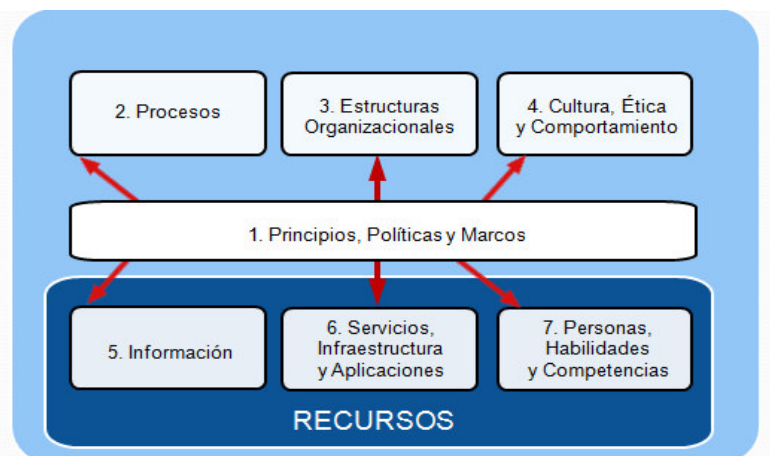 2. Procesos
3. Estructuras
Organizacionales
4. Cultura, Ética
y Comportamiento
1. Principios, Políticas y Marcos
5. Información
6. Servicios,
Infraestructura
y Aplicaciones
7. Personas,
Habilidades
y Competencias
RECURSOS